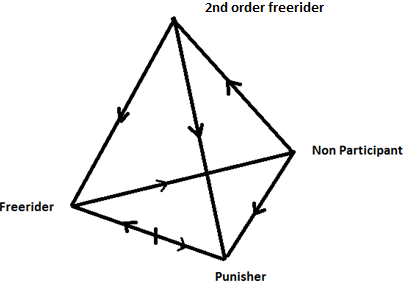 2nd order freerider
Non Participant
Freerider
Punisher